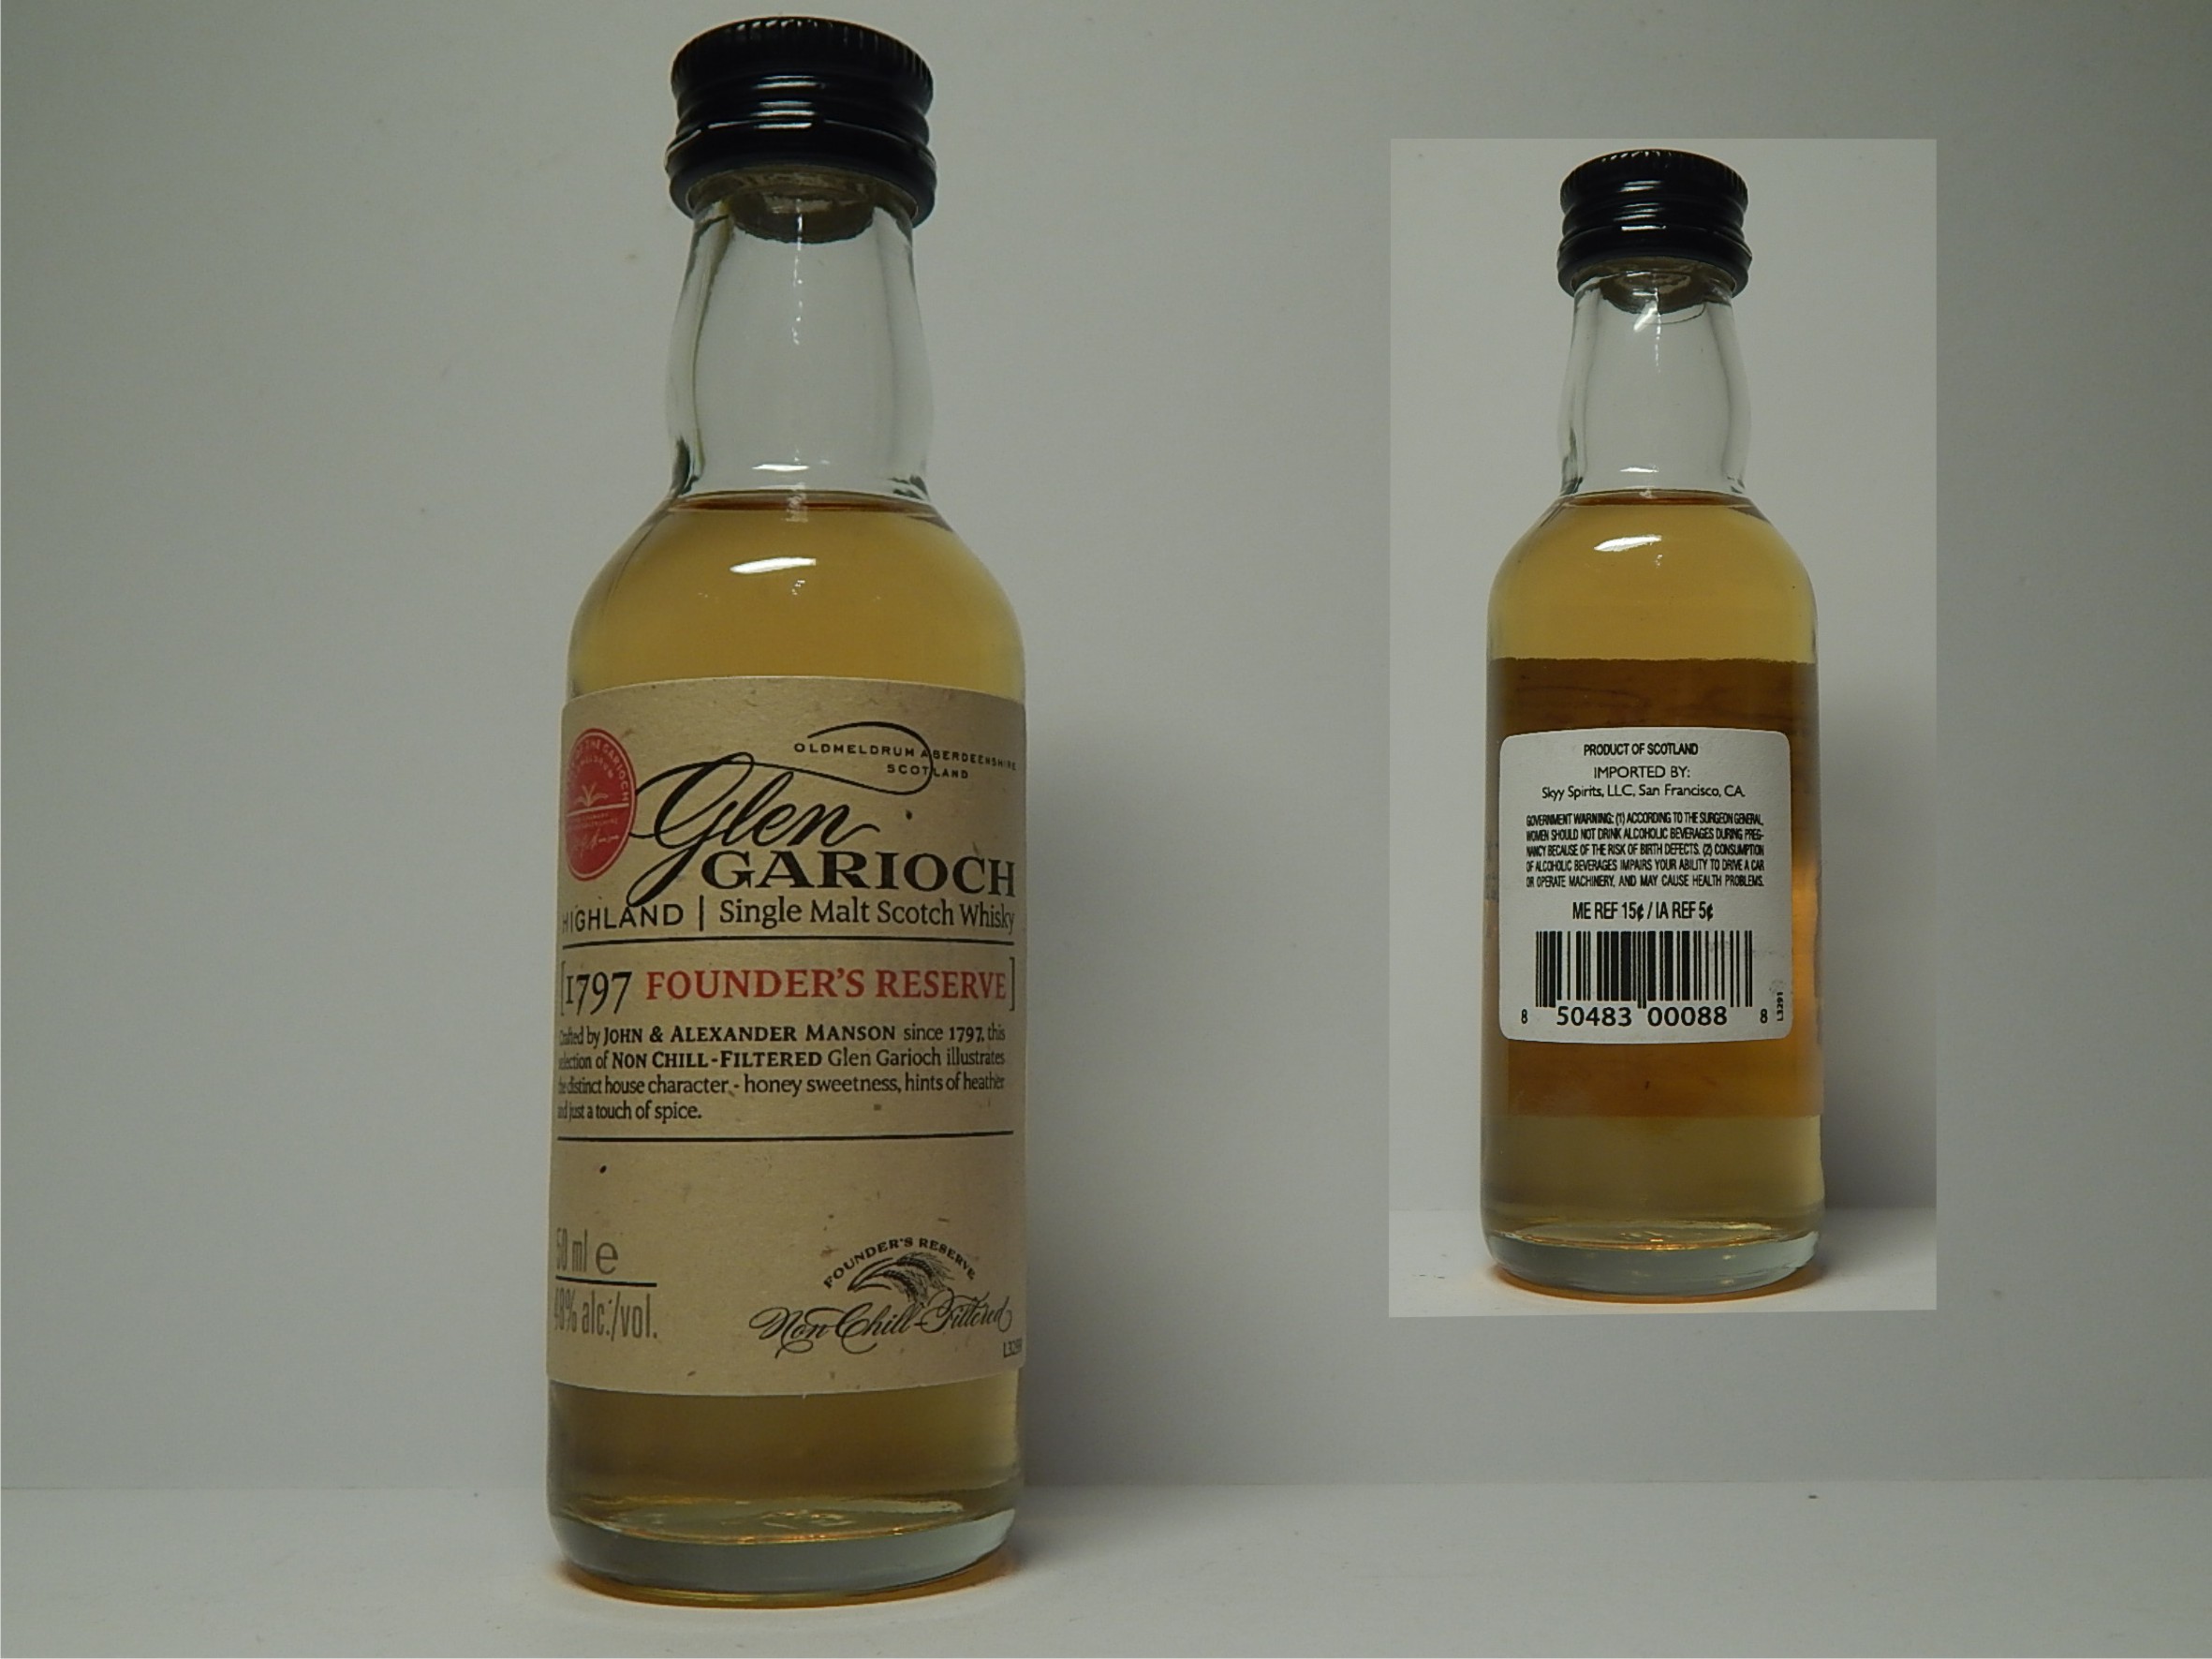 OLDMELDRUM ABERDEENSHIRE
SCOTLAND
THE GARIOCH
Glen
GARIOCH
HIGHLAND | Single Malt Scotch Whisky
[1797 FOUNDER'S RESERVE]
Crafted by JOHN & ALEXANDER MANSON since 1797, this
selection of NON CHILL-FILTERED Glen Garioch illustrates
the distinct house character - honey sweetness, hints of heather
and just a touch of spice.
50 ml e
48% alc./vol.
FOUNDER'S RESERVE
Non Chill-Filtered
PRODUCT OF SCOTLAND
IMPORTED BY:
Skyy Spirits, LLC, San Francisco, CA.
GOVERNMENT WARNING: (1) ACCORDING TO THE SURGEON GENERAL,
WOMEN SHOULD NOT DRINK ALCOHOLIC BEVERAGES DURING PREG-
NANCY BECAUSE OF THE RISK OF BIRTH DEFECTS. (2) CONSUMPTION
OF ALCOHOLIC BEVERAGES IMPAIRS YOUR ABILITY TO DRIVE A CAR
OR OPERATE MACHINERY, AND MAY CAUSE HEALTH PROBLEMS.
ME REF 15¢ / IA REF 5¢
8 50483 00088 8
L3291